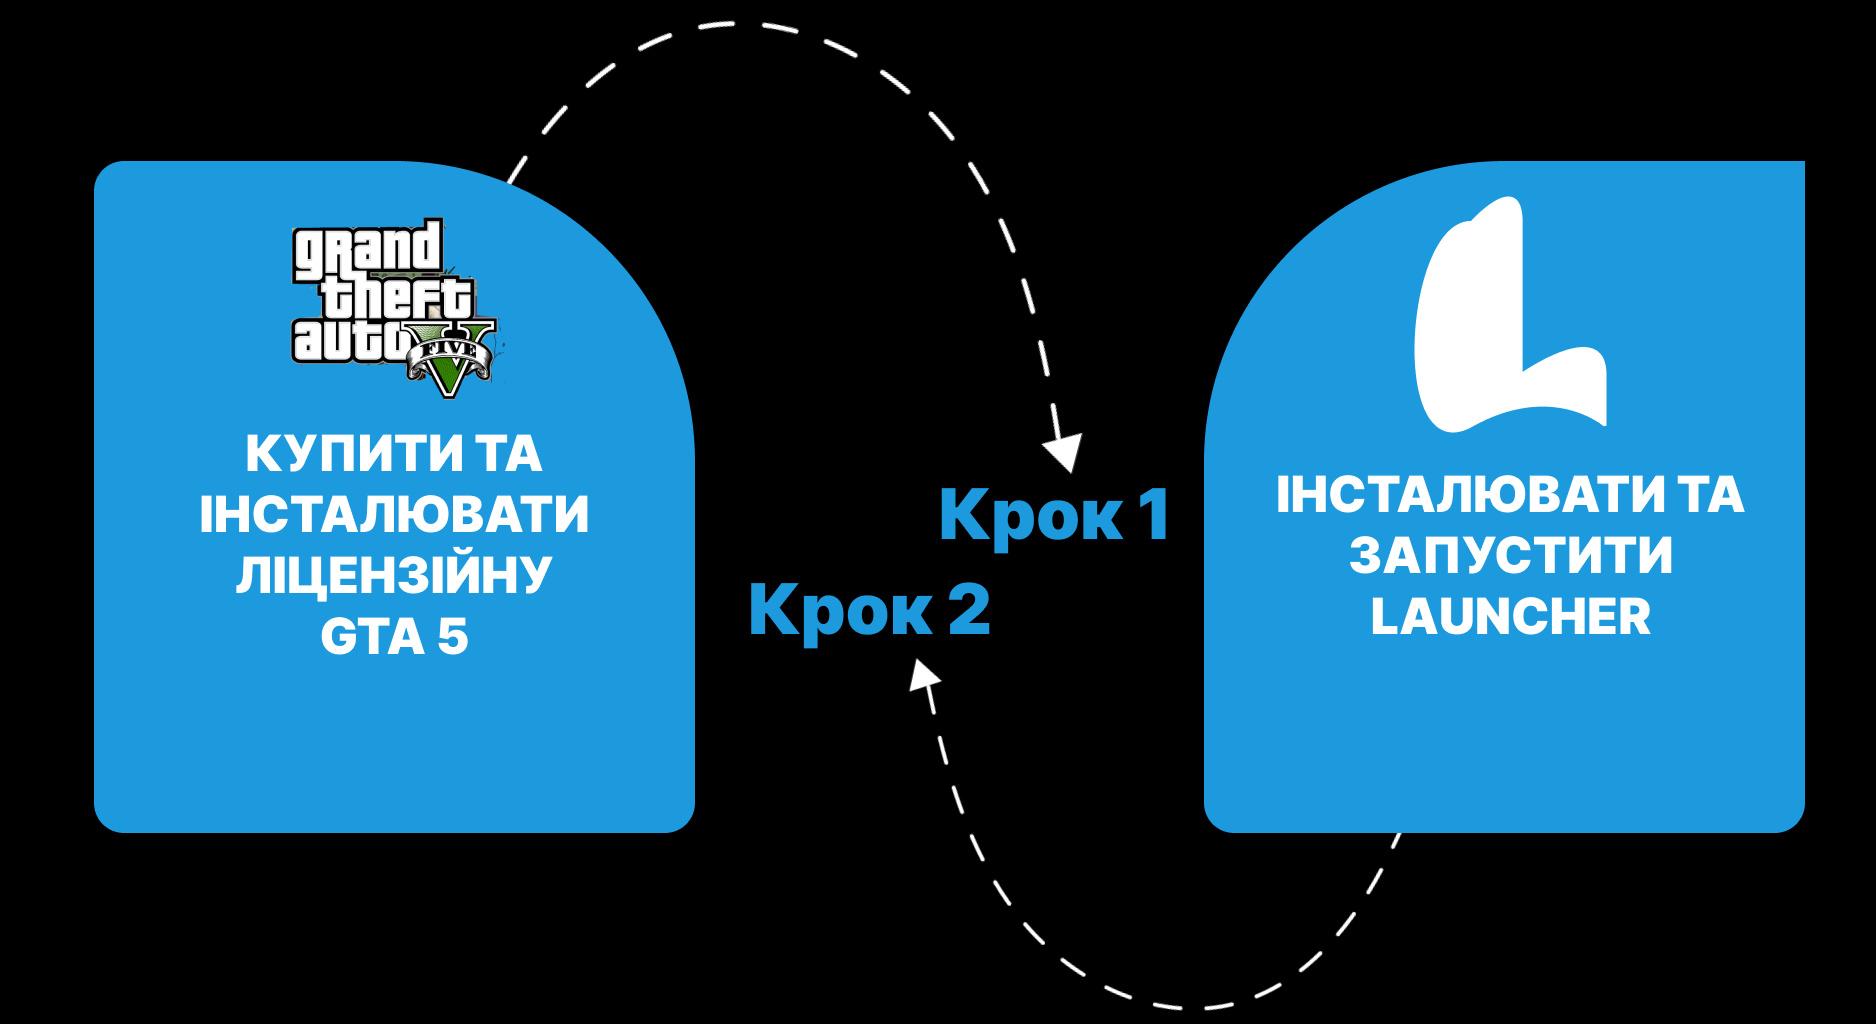 grand
theft
auto V
FIVE
КУПИТИ ТА
ІНСТАЛЮВАТИ
ЛІЦЕНЗІЙНУ
GTA 5
Крок 1
Крок 2
ІНСТАЛЮВАТИ ТА
ЗАПУСТИТИ
LAUNCHER